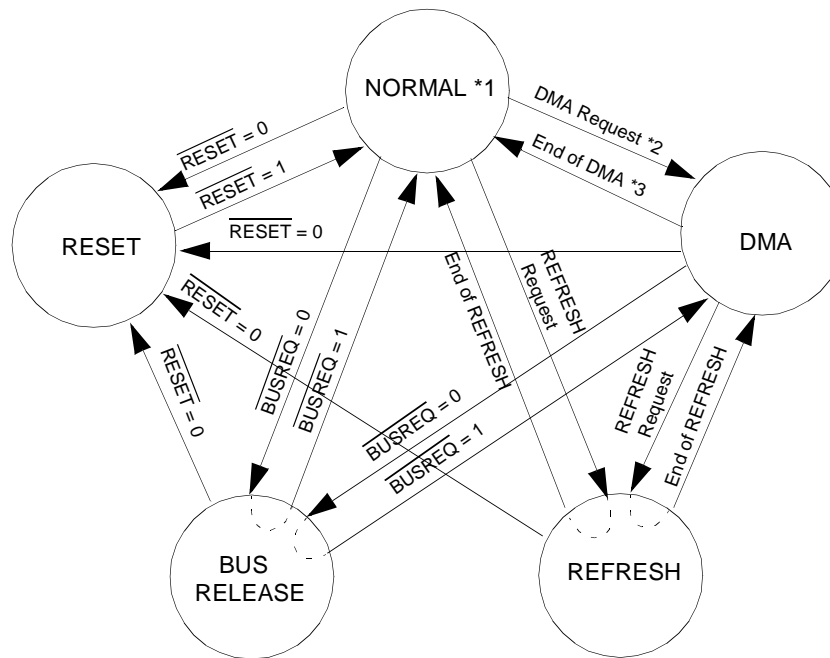 NORMAL *1
DMA Request *2
End of DMA *3
RESET = 0
RESET = 1
RESET
RESET = 0
DMA
RESET = 0
End of REFRESH
REFRESH
Request
RESET = 0
BUSREQ = 0
BUSREQ = 1
BUSREQ = 0
BUSREQ = 1
REFRESH
Request
End of REFRESH
BUS
RELEASE
REFRESH